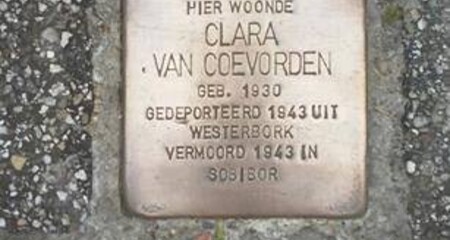 HIER WOONDE
CLARA
VAN COEVORDEN
GEB. 1930
GEDEPORTEERD 1943 UIT
WESTERBORK
VERMOORD 1943 IN
SOBIBOR